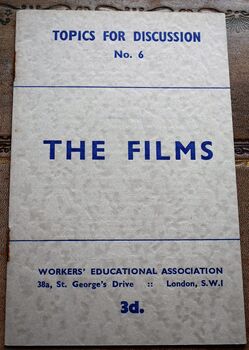 TOPICS FOR DISCUSSION
No. 6
THE FILMS
WORKERS' EDUCATIONAL ASSOCIATION
38a, St. George's Drive :: London, S.W.1
3d.